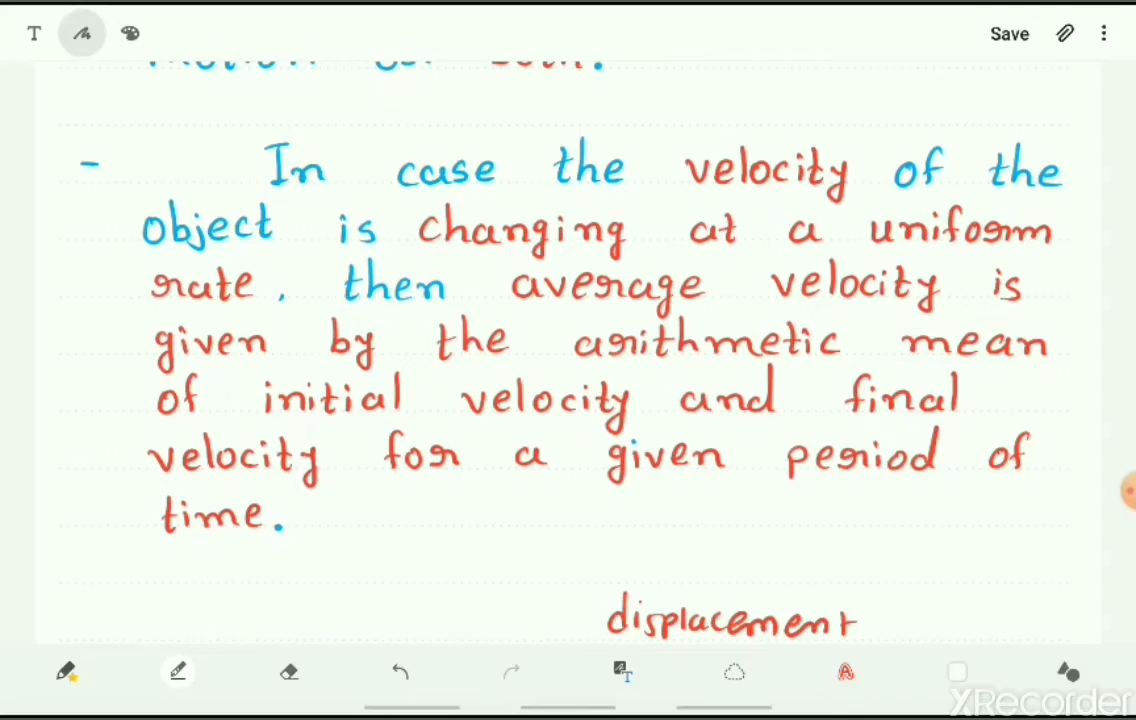 T
Save
- In case the velocity of the
object is changing at a uniform
rate, then average velocity is
given by the arithmetic mean
of initial velocity and final
velocity for a given period of
time.
displacement
XRecorder